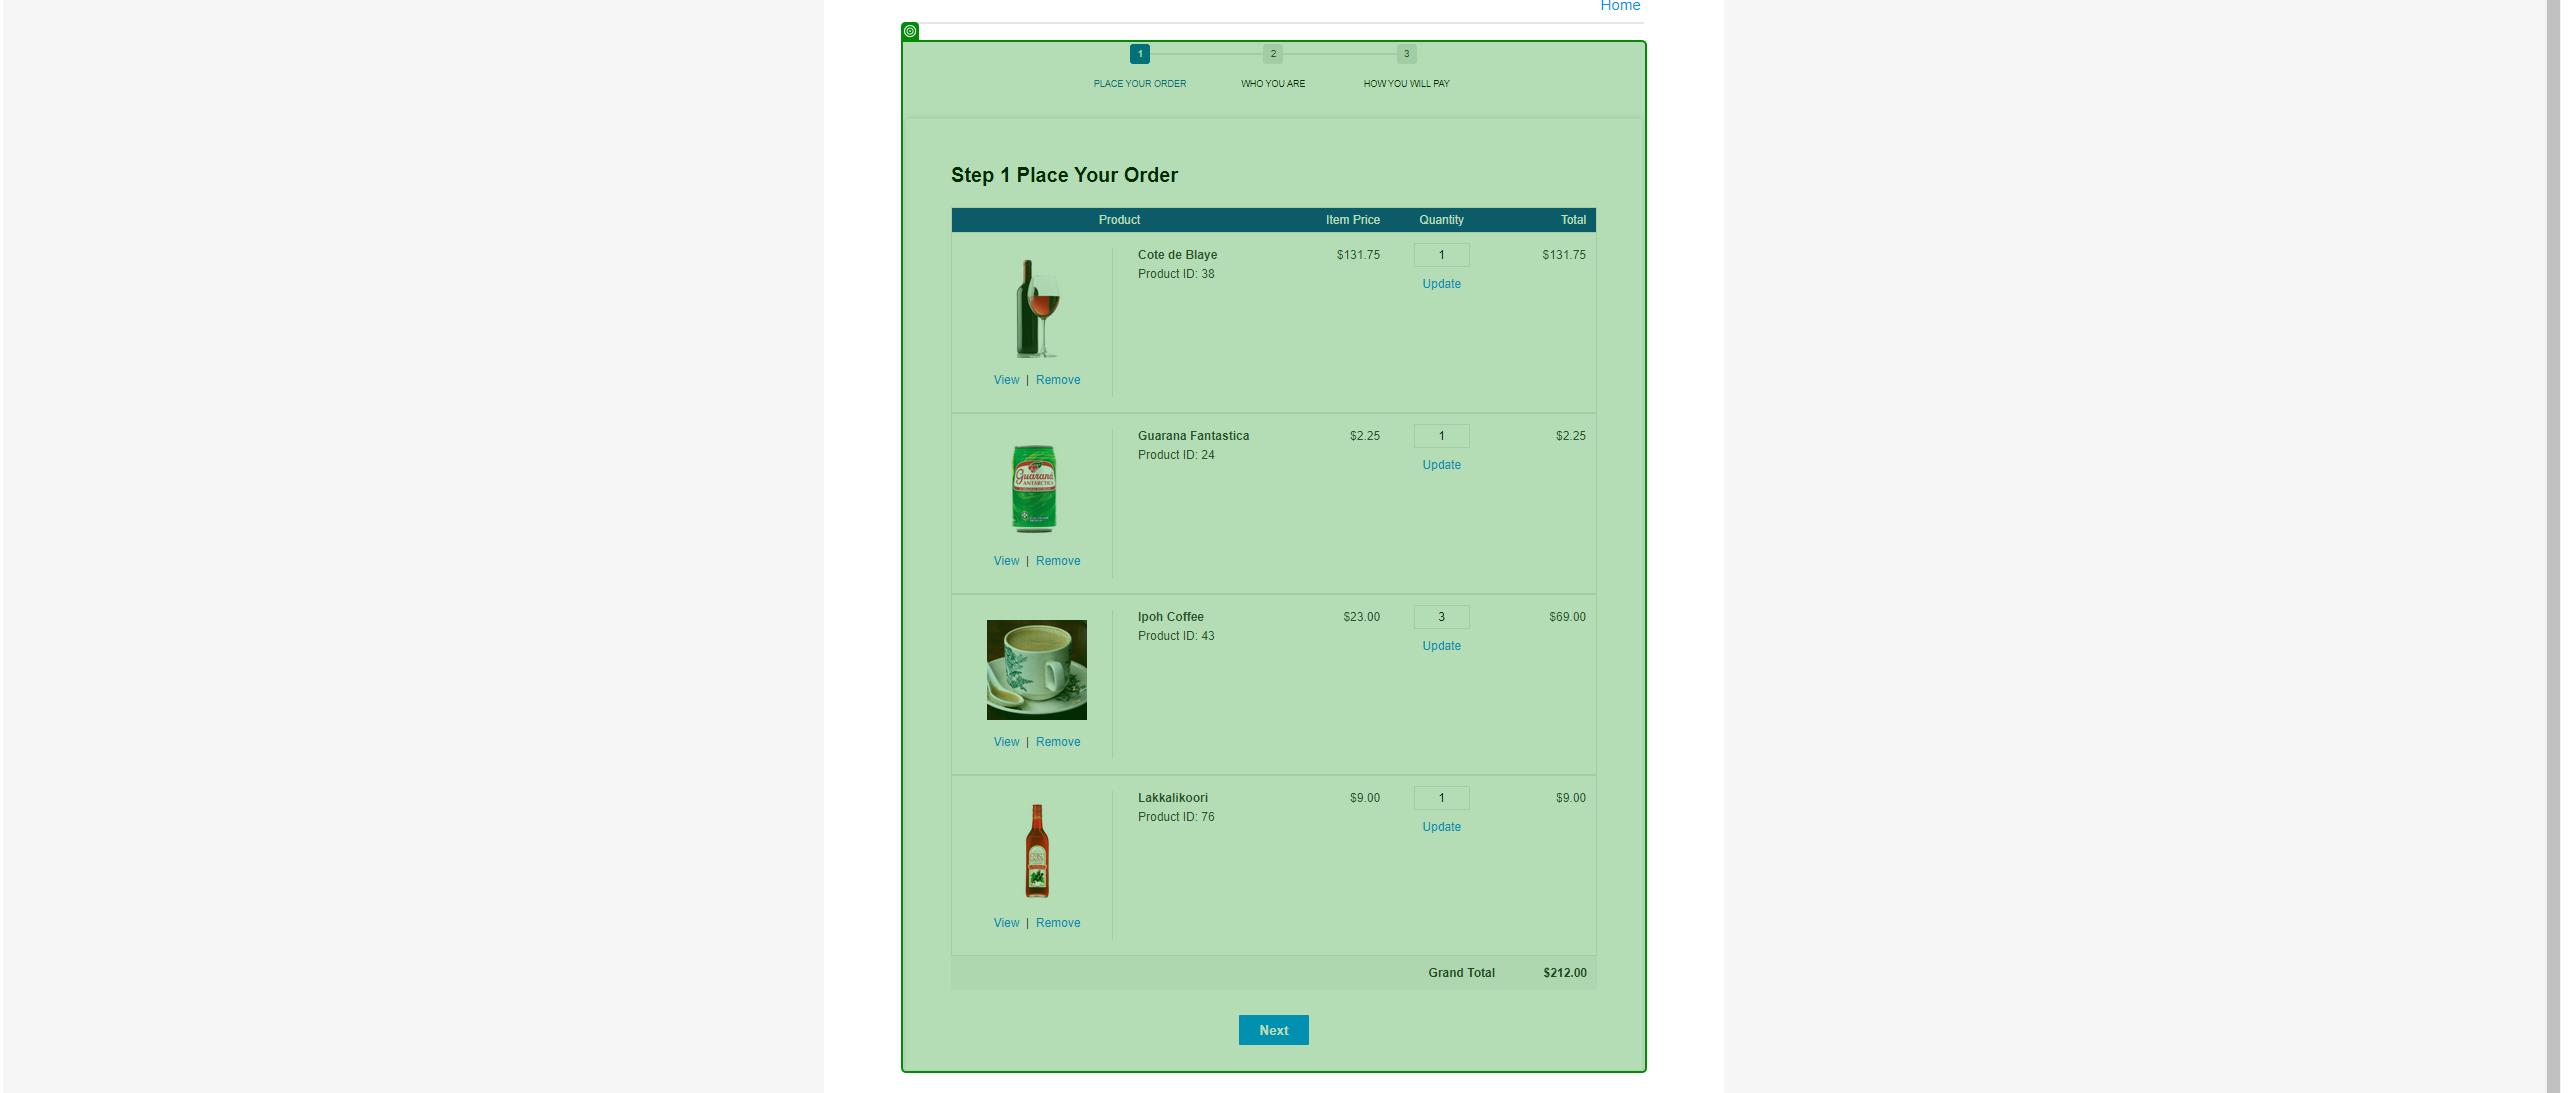 Home
1 2 3
PLACE YOUR ORDER WHO YOU ARE HOW YOU WILL PAY
Step 1 Place Your Order
Product Item Price Quantity Total
Cote de Blaye $131.75 1 $131.75
Product ID: 38
Update
View | Remove
Guarana Fantastica $2.25 1 $2.25
Product ID: 24
Update
Guaraná
ANTARCTICA
View | Remove
Ipoh Coffee $23.00 3 $69.00
Product ID: 43
Update
View | Remove
Lakkalikoori $9.00 1 $9.00
Product ID: 76
Update
View | Remove
Grand Total $212.00
Next